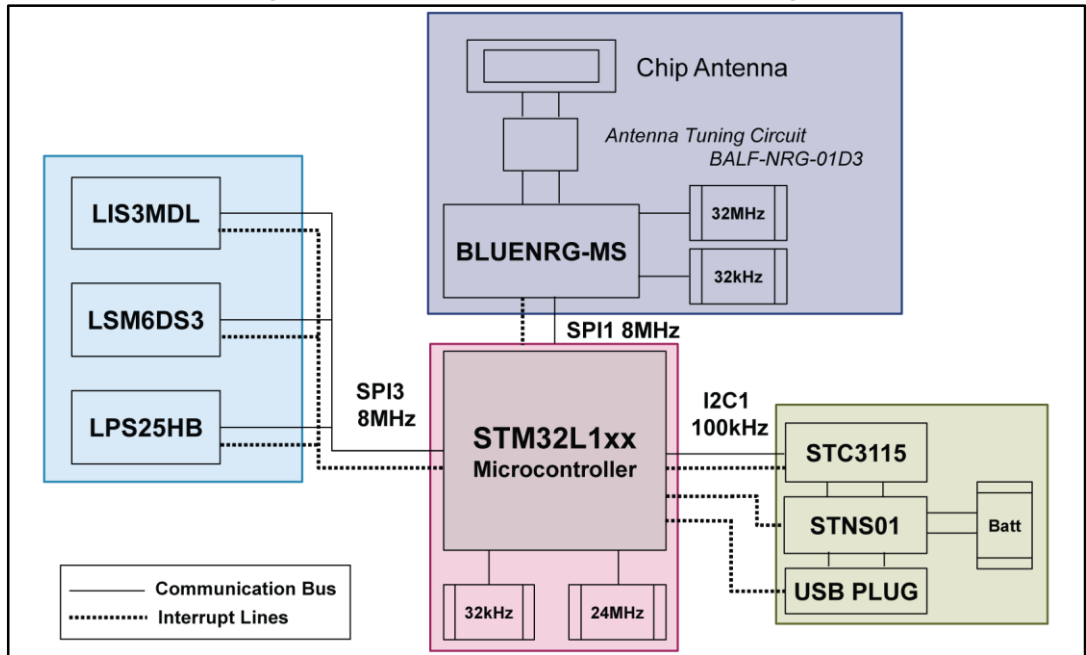 Chip Antenna
Antenna Tuning Circuit
BALF-NRG-01D3
LIS3MDL
32MHz
BLUENRG-MS
32kHz
LSM6DS3
SPI1 8MHz
SPI3
8MHz
I2C1
100kHz
LPS25HB
STM32L1xx
Microcontroller
STC3115
STNS01
Batt
USB PLUG
Communication Bus
Interrupt Lines
32kHz
24MHz